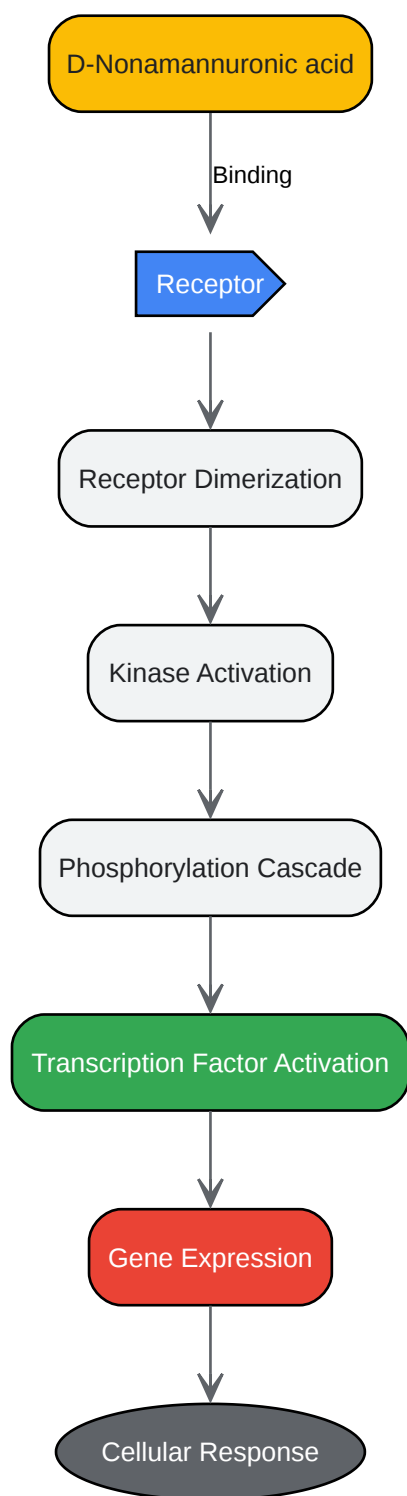 D-Nonamannuronic acid
Binding
Receptor
Receptor Dimerization
Kinase Activation
Phosphorylation Cascade
Transcription Factor Activation
Gene Expression
Cellular Response